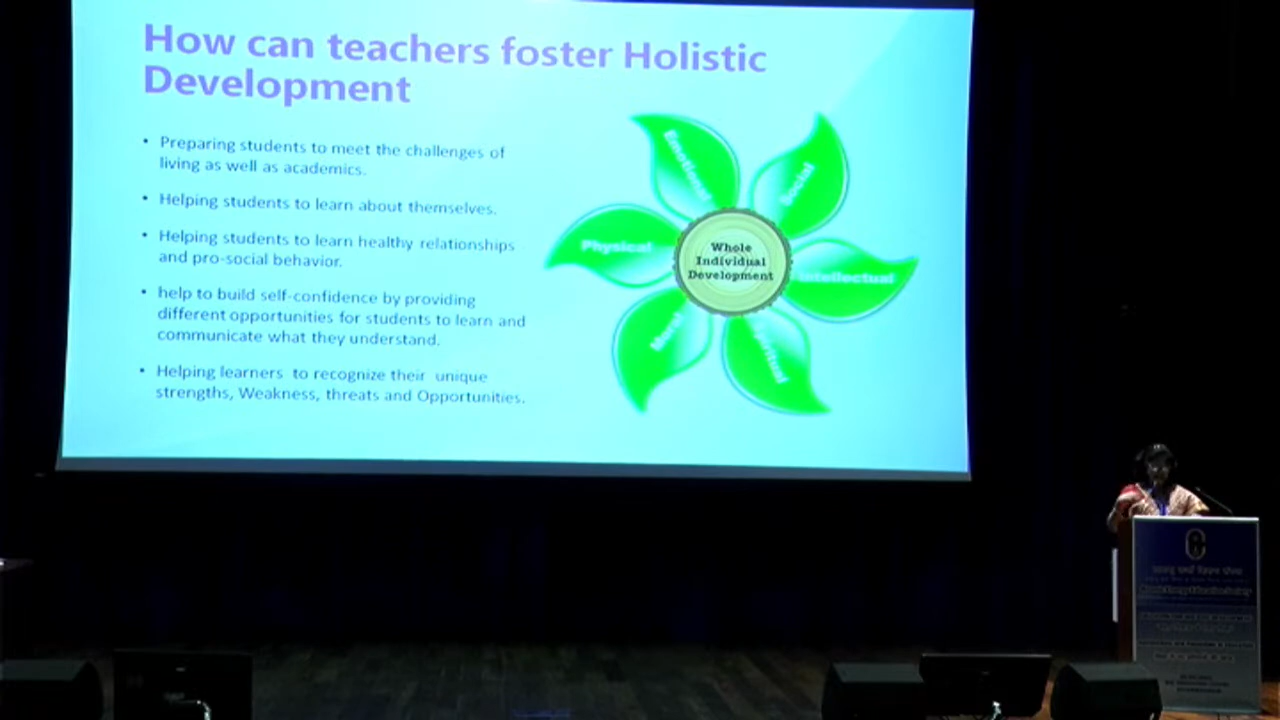 How can teachers foster Holistic
Development
• Preparing students to meet the challenges of
living as well as academics.
• Helping students to learn about themselves.
• Helping students to learn healthy relationships
and pro-social behavior.
• help to build self-confidence by providing
different opportunities for students to learn and
communicate what they understand.
• Helping learners to recognize their unique
strengths, Weakness, threats and Opportunities.
Emotional
Social
Physical
Whole
Individual
Development
Intellectual